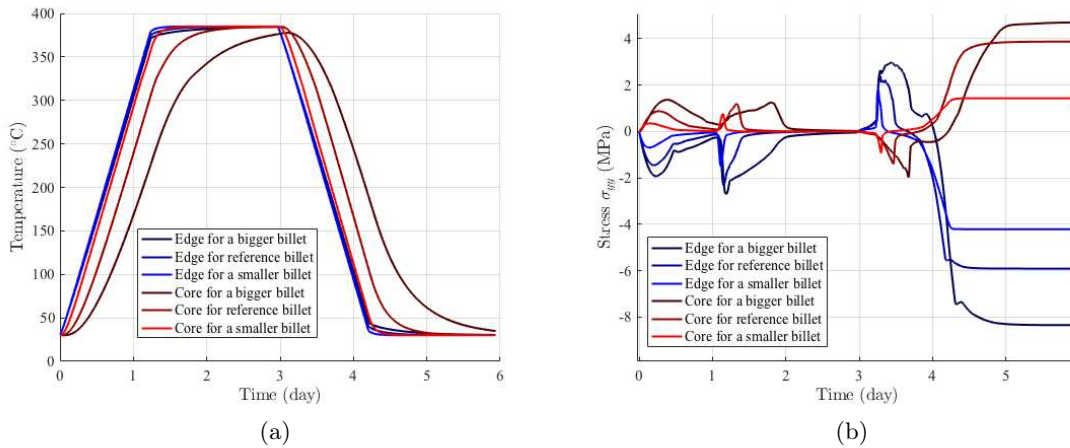 400
350
300
250
200
150
100
50
0
Temperature (°C)
Edge for a bigger billet
Edge for reference billet
Edge for a smaller billet
Core for a bigger billet
Core for reference billet
Core for a smaller billet
0 1 2 3 4 5 6
Time (day)
(a)
4
2
0
-2
-4
-6
-8
Stress σyy (MPa)
Edge for a bigger billet
Edge for reference billet
Edge for a smaller billet
Core for a bigger billet
Core for reference billet
Core for a smaller billet
0 1 2 3 4 5
Time (day)
(b)